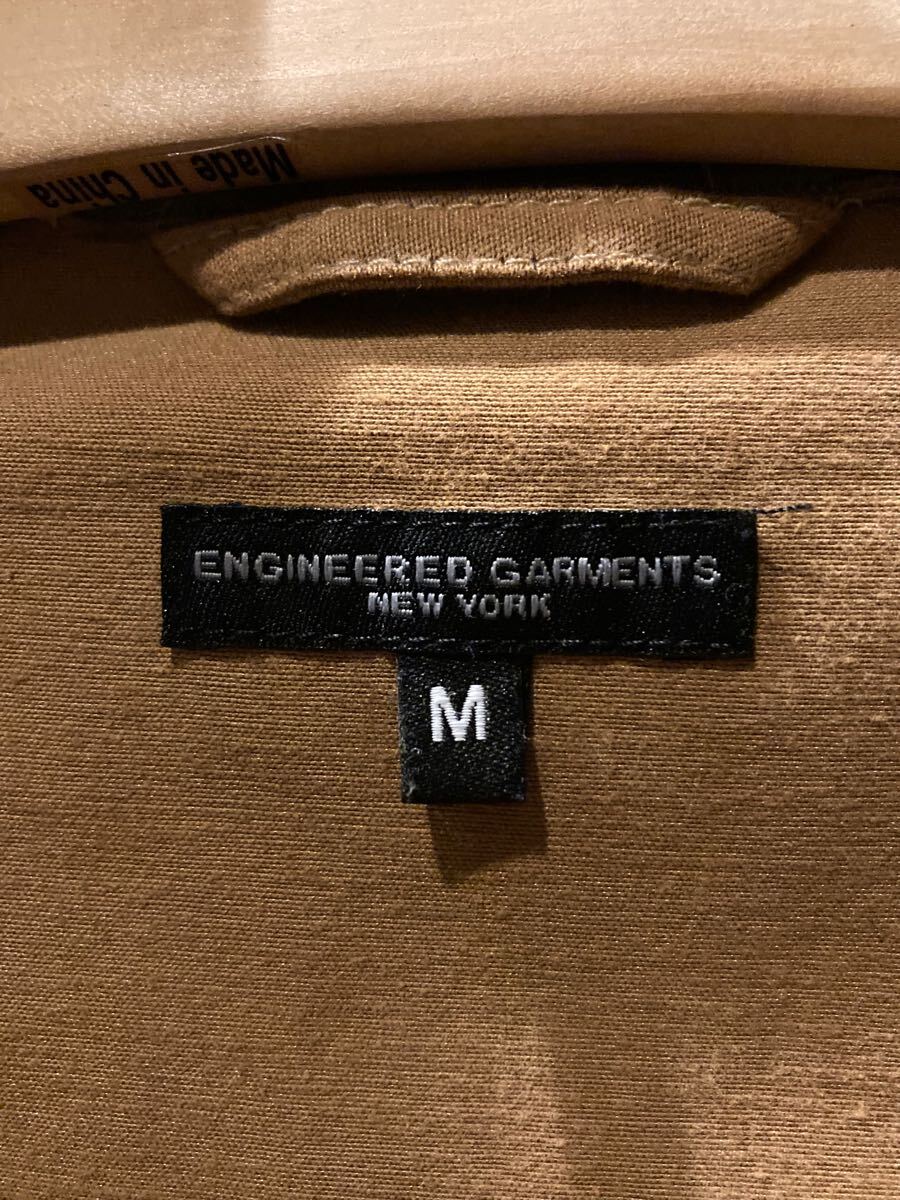 Made in China
ENGINEERED GARMENTS
NEW YORK
M